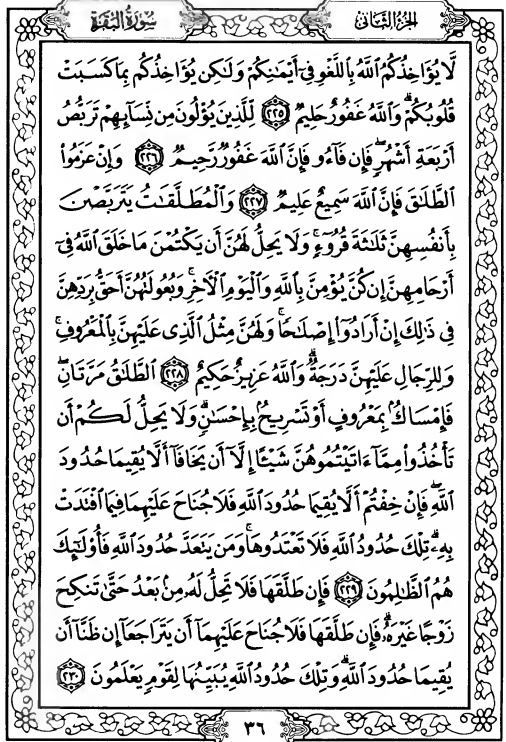 الجزء الثاني
سورة البقرة
لَّا يُؤَاخِذُكُمُ ٱللَّهُ بِٱللَّغْوِ فِىٓ أَيْمَـٰنِكُمْ وَلَـٰكِن يُؤَاخِذُكُم بِمَا كَسَبَتْ
قُلُوبُكُمْ ۗ وَٱللَّهُ غَفُورٌ حَلِيمٌ ٢٢٥ لِّلَّذِينَ يُؤْلُونَ مِن نِّسَآئِهِمْ تَرَبُّصُ
أَرْبَعَةِ أَشْهُرٍ ۖ فَإِن فَآءُو فَإِنَّ ٱللَّهَ غَفُورٌ رَّحِيمٌ ٢٢٦ وَإِنْ عَزَمُوا۟
ٱلطَّلَـٰقَ فَإِنَّ ٱللَّهَ سَمِيعٌ عَلِيمٌ ٢٢٧ وَٱلْمُطَلَّقَـٰتُ يَتَرَبَّصْنَ
بِأَنفُسِهِنَّ ثَلَـٰثَةَ قُرُوٓءٍ ۚ وَلَا يَحِلُّ لَهُنَّ أَن يَكْتُمْنَ مَا خَلَقَ ٱللَّهُ فِىٓ
أَرْحَامِهِنَّ إِن كُنَّ يُؤْمِنَّ بِٱللَّهِ وَٱلْيَوْمِ ٱلْـَٔاخِرِ ۚ وَبُعُولَتُهُنَّ أَحَقُّ بِرَدِّهِنَّ
فِى ذَٰلِكَ إِنْ أَرَادُوٓا۟ إِصْلَـٰحًا ۚ وَلَهُنَّ مِثْلُ ٱلَّذِى عَلَيْهِنَّ بِٱلْمَعْرُوفِ ۚ
وَلِلرِّجَالِ عَلَيْهِنَّ دَرَجَةٌ ۗ وَٱللَّهُ عَزِيزٌ حَكِيمٌ ٢٢٨ ٱلطَّلَـٰقُ مَرَّتَانِ ۖ
فَإِمْسَاكٌۢ بِمَعْرُوفٍ أَوْ تَسْرِيحٌۢ بِإِحْسَـٰنٍ ۗ وَلَا يَحِلُّ لَكُمْ أَن
تَأْخُذُوا۟ مِمَّآ ءَاتَيْتُمُوهُنَّ شَيْـًٔا إِلَّآ أَن يَخَافَآ أَلَّا يُقِيمَا حُدُودَ
ٱللَّهِ ۖ فَإِنْ خِفْتُمْ أَلَّا يُقِيمَا حُدُودَ ٱللَّهِ فَلَا جُنَاحَ عَلَيْهِمَا فِيمَا ٱفْتَدَتْ
بِهِۦ ۗ تِلْكَ حُدُودُ ٱللَّهِ فَلَا تَعْتَدُوهَا ۚ وَمَن يَتَعَدَّ حُدُودَ ٱللَّهِ فَأُو۟لَـٰٓئِكَ
هُمُ ٱلظَّـٰلِمُونَ ٢٢٩ فَإِن طَلَّقَهَا فَلَا تَحِلُّ لَهُۥ مِنۢ بَعْدُ حَتَّىٰ تَنكِحَ
زَوْجًا غَيْرَهُۥ ۗ فَإِن طَلَّقَهَا فَلَا جُنَاحَ عَلَيْهِمَآ أَن يَتَرَاجَعَآ إِن ظَنَّآ أَن
يُقِيمَا حُدُودَ ٱللَّهِ ۗ وَتِلْكَ حُدُودُ ٱللَّهِ يُبَيِّنُهَا لِقَوْمٍ يَعْلَمُونَ ٢٣٠
٣٦